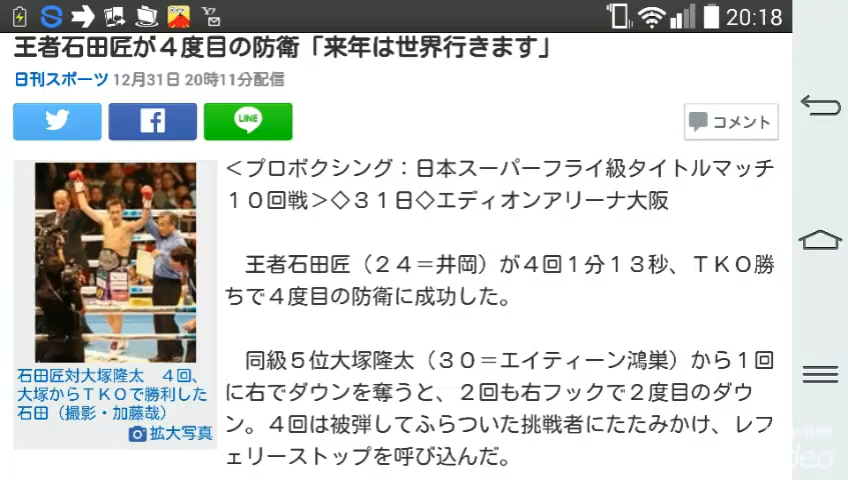 20:18
王者石田匠が４度目の防衛「来年は世界行きます」
日刊スポーツ 12月31日 20時11分配信
LINE
コメント
＜プロボクシング：日本スーパーフライ級タイトルマッチ
１０回戦＞◇３１日◇エディオンアリーナ大阪
王者石田匠（２４＝井岡）が４回１分１３秒、ＴＫＯ勝
ちで４度目の防衛に成功した。
同級５位大塚隆太（３０＝エイティーン鴻巣）から１回
に右でダウンを奪うと、２回も右フックで２度目のダウ
ン。４回は被弾してふらついた挑戦者にたたみかけ、レフ
ェリーストップを呼び込んだ。
石田匠対大塚隆太　４回、
大塚からＴＫＯで勝利した
石田（撮影・加藤哉）
拡大写真